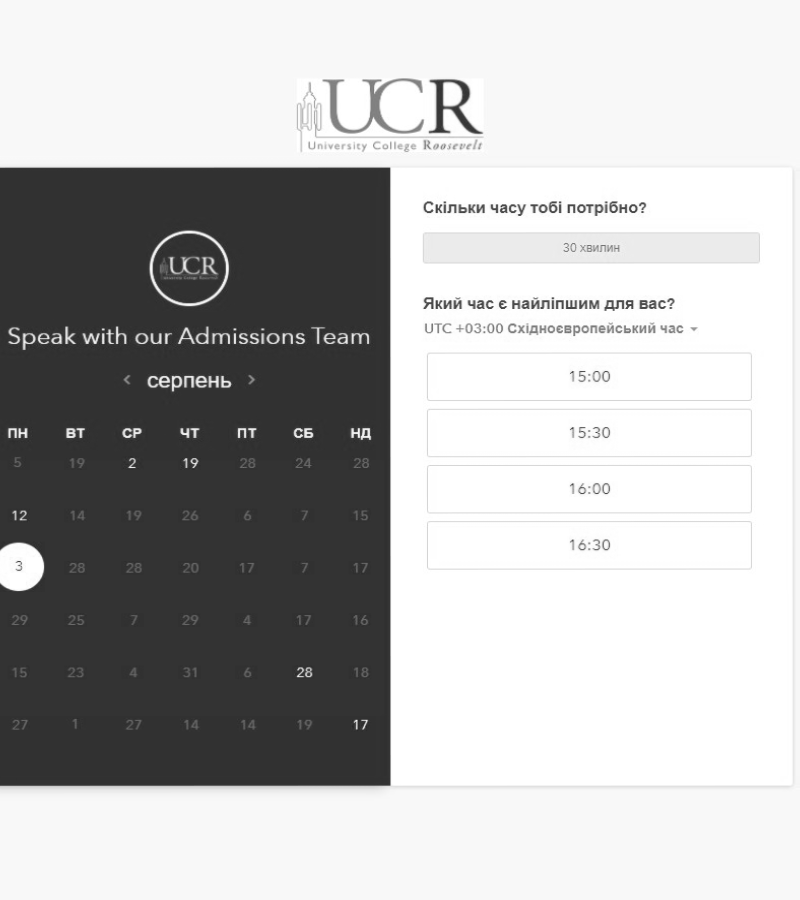 UCR
University College Roosevelt
UCR
Speak with our Admissions Team
< серпень >
ПН ВТ СР ЧТ ПТ СБ НД
5 19 2 19 28 24 28
12 14 19 26 6 7 15
3 28 28 20 17 7 17
29 25 7 29 4 17 16
15 23 4 31 6 28 18
27 1 27 14 14 19 17
Скільки часу тобі потрібно?
30 хвилин
Який час є найліпшим для вас?
UTC +03:00 Східноєвропейський час
15:00
15:30
16:00
16:30